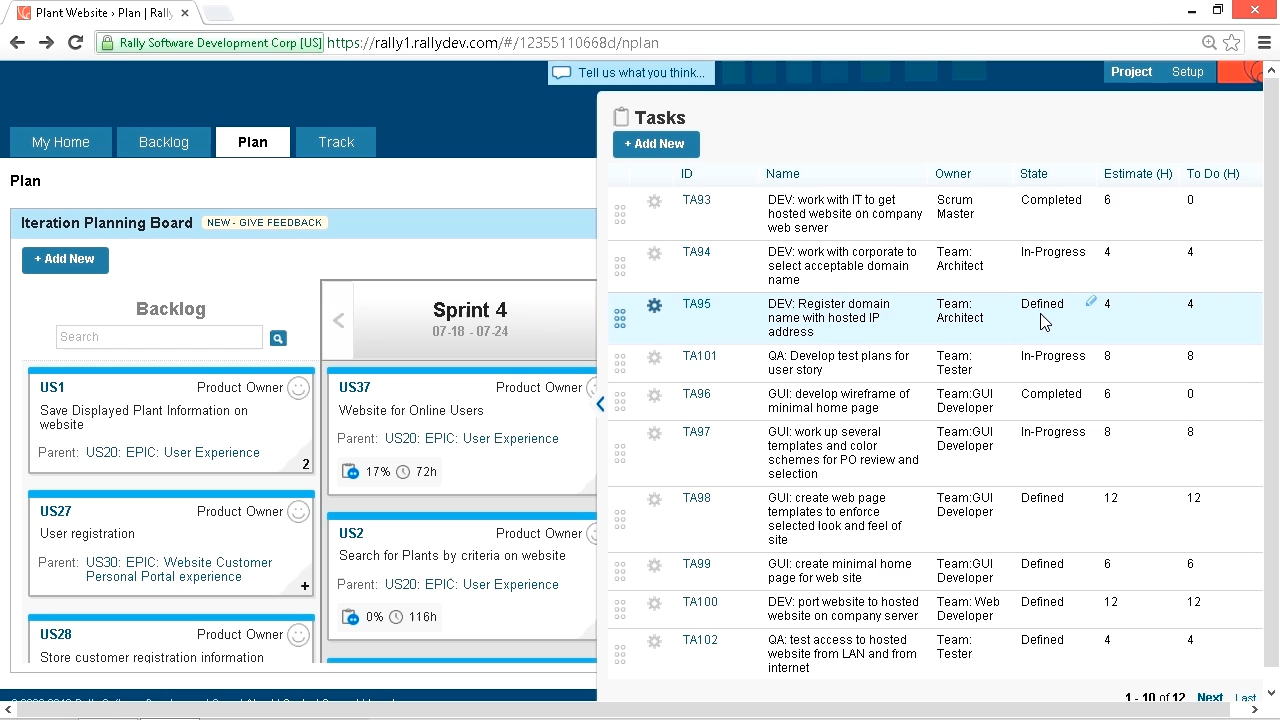 Plant Website › Plan | Rally
Rally Software Development Corp [US] https://rally1.rallydev.com/#/12355110668d/nplan
Tell us what you think...
Project Setup
My Home Backlog Plan Track
Plan
Iteration Planning Board NEW - GIVE FEEDBACK
+ Add New
Backlog
Search
US1 Product Owner
Save Displayed Plant Information on
website
Parent: US20: EPIC: User Experience
2
US27 Product Owner
User registration
Parent: US30: EPIC: Website Customer
Personal Portal experience
+
US28 Product Owner
Store customer registration information
Sprint 4
07-18 - 07-24
US37 Product Owner
Website for Online Users
Parent: US20: EPIC: User Experience
17% 72h
US2 Product Owner
Search for Plants by criteria on website
Parent: US20: EPIC: User Experience
0% 116h
Tasks
+ Add New
ID Name Owner State Estimate (H) To Do (H)
TA93 DEV: work with IT to get Scrum Completed 6 0
hosted website on company Master
web server
TA94 DEV: work with corporate to Team: In-Progress 4 4
select acceptable domain Architect
name
TA95 DEV: Register domain Team: Defined 4 4
name with hosted IP Architect
address
TA101 QA: Develop test plans for Team: In-Progress 8 8
user story Tester
TA96 GUI: develop wireframe of Team:GUI Completed 6 0
minimal home page Developer
TA97 GUI: work up several Team:GUI In-Progress 8 8
templates and color Developer
schemes for PO review and
selection
TA98 GUI: create web page Team:GUI Defined 12 12
templates to enforce Developer
selected look and feel of
site
TA99 GUI: create minimal home Team:GUI Defined 6 6
page for web site Developer
TA100 DEV: port website to hosted Team: Web Defined 12 12
website on company server Developer
TA102 QA: test access to hosted Team: Defined 4 4
website from LAN and from Tester
internet
1 - 10 of 12 Next Last